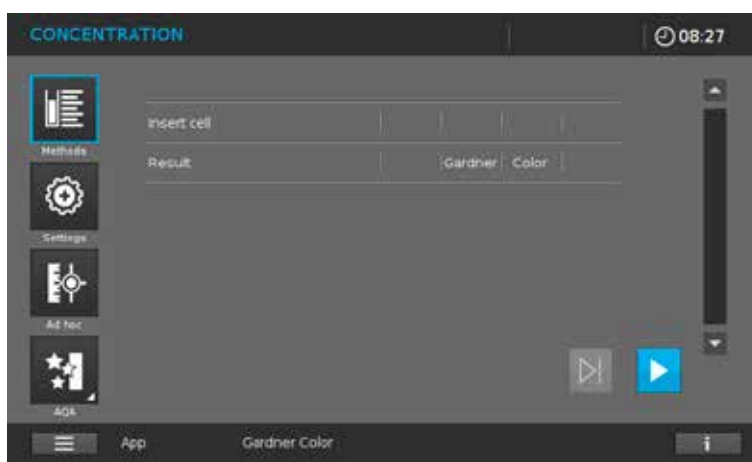 CONCENTRATION 08:27
Methods
Insert cell
Result Gardner Color
Settings
Ad hoc
AQA
App Gardner Color i